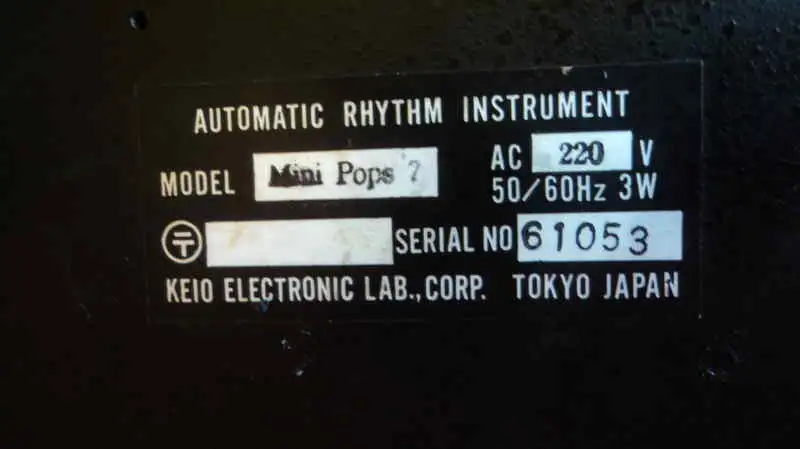 AUTOMATIC RHYTHM INSTRUMENT
MODEL Mini Pops 7 AC 220 V
50/60Hz 3W
〒 SERIAL NO 61053
KEIO ELECTRONIC LAB., CORP. TOKYO JAPAN